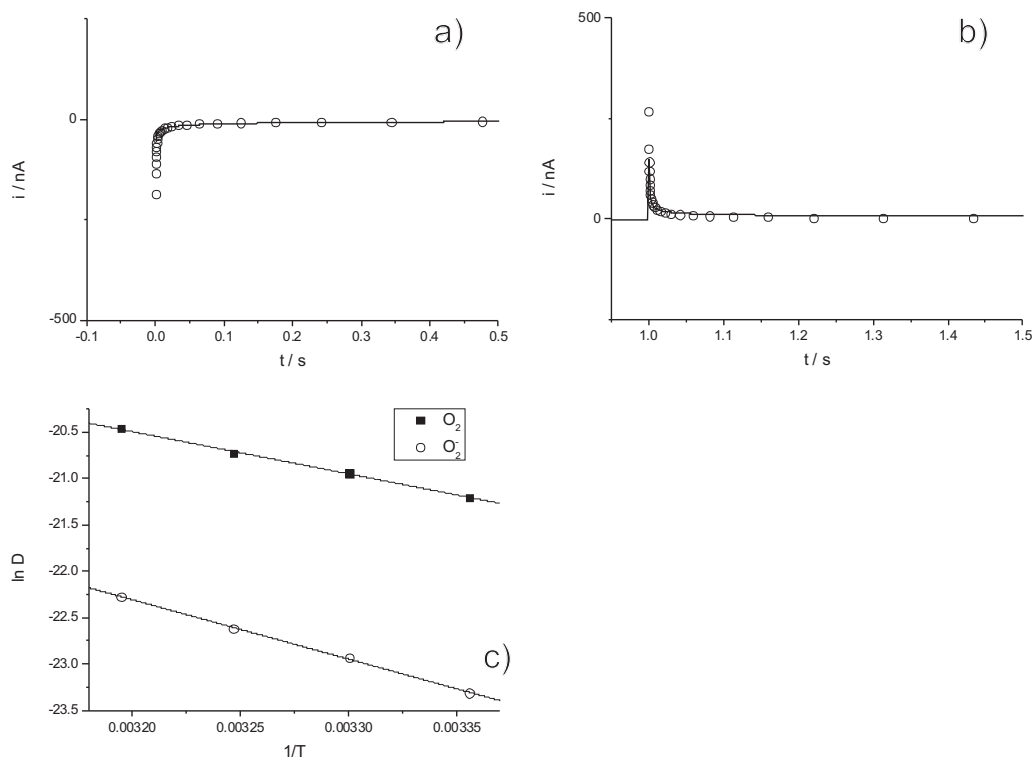 a)
0
-500
i / nA
-0.1 0.0 0.1 0.2 0.3 0.4 0.5
t / s
b)
500
0
i / nA
1.0 1.1 1.2 1.3 1.4 1.5
t / s
O₂
O₂⁻
-20.5
-21.0
-21.5
-22.0
-22.5
-23.0
-23.5
ln D
c)
0.00320 0.00325 0.00330 0.00335
1/T